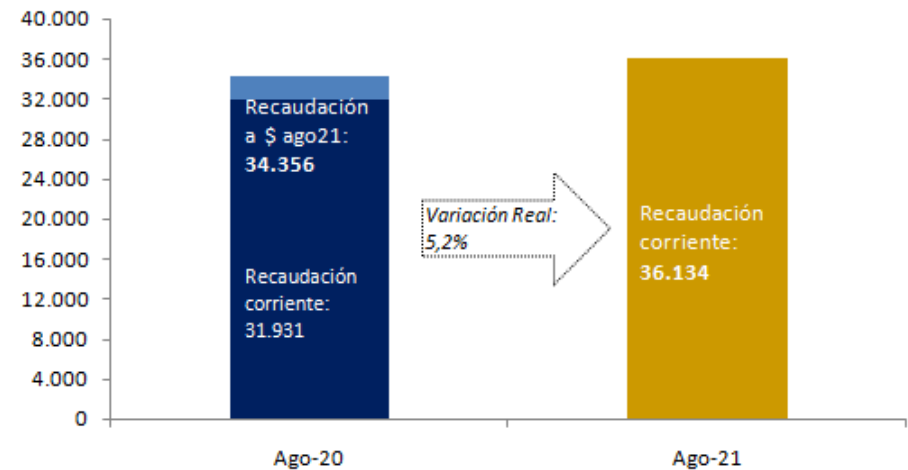 40.000
36.000
32.000
28.000
24.000
20.000
16.000
12.000
8.000
4.000
0
Recaudación
a $ ago21:
34.356
Recaudación
corriente:
31.931
Variación Real:
5,2%
Recaudación
corriente:
36.134
Ago-20
Ago-21